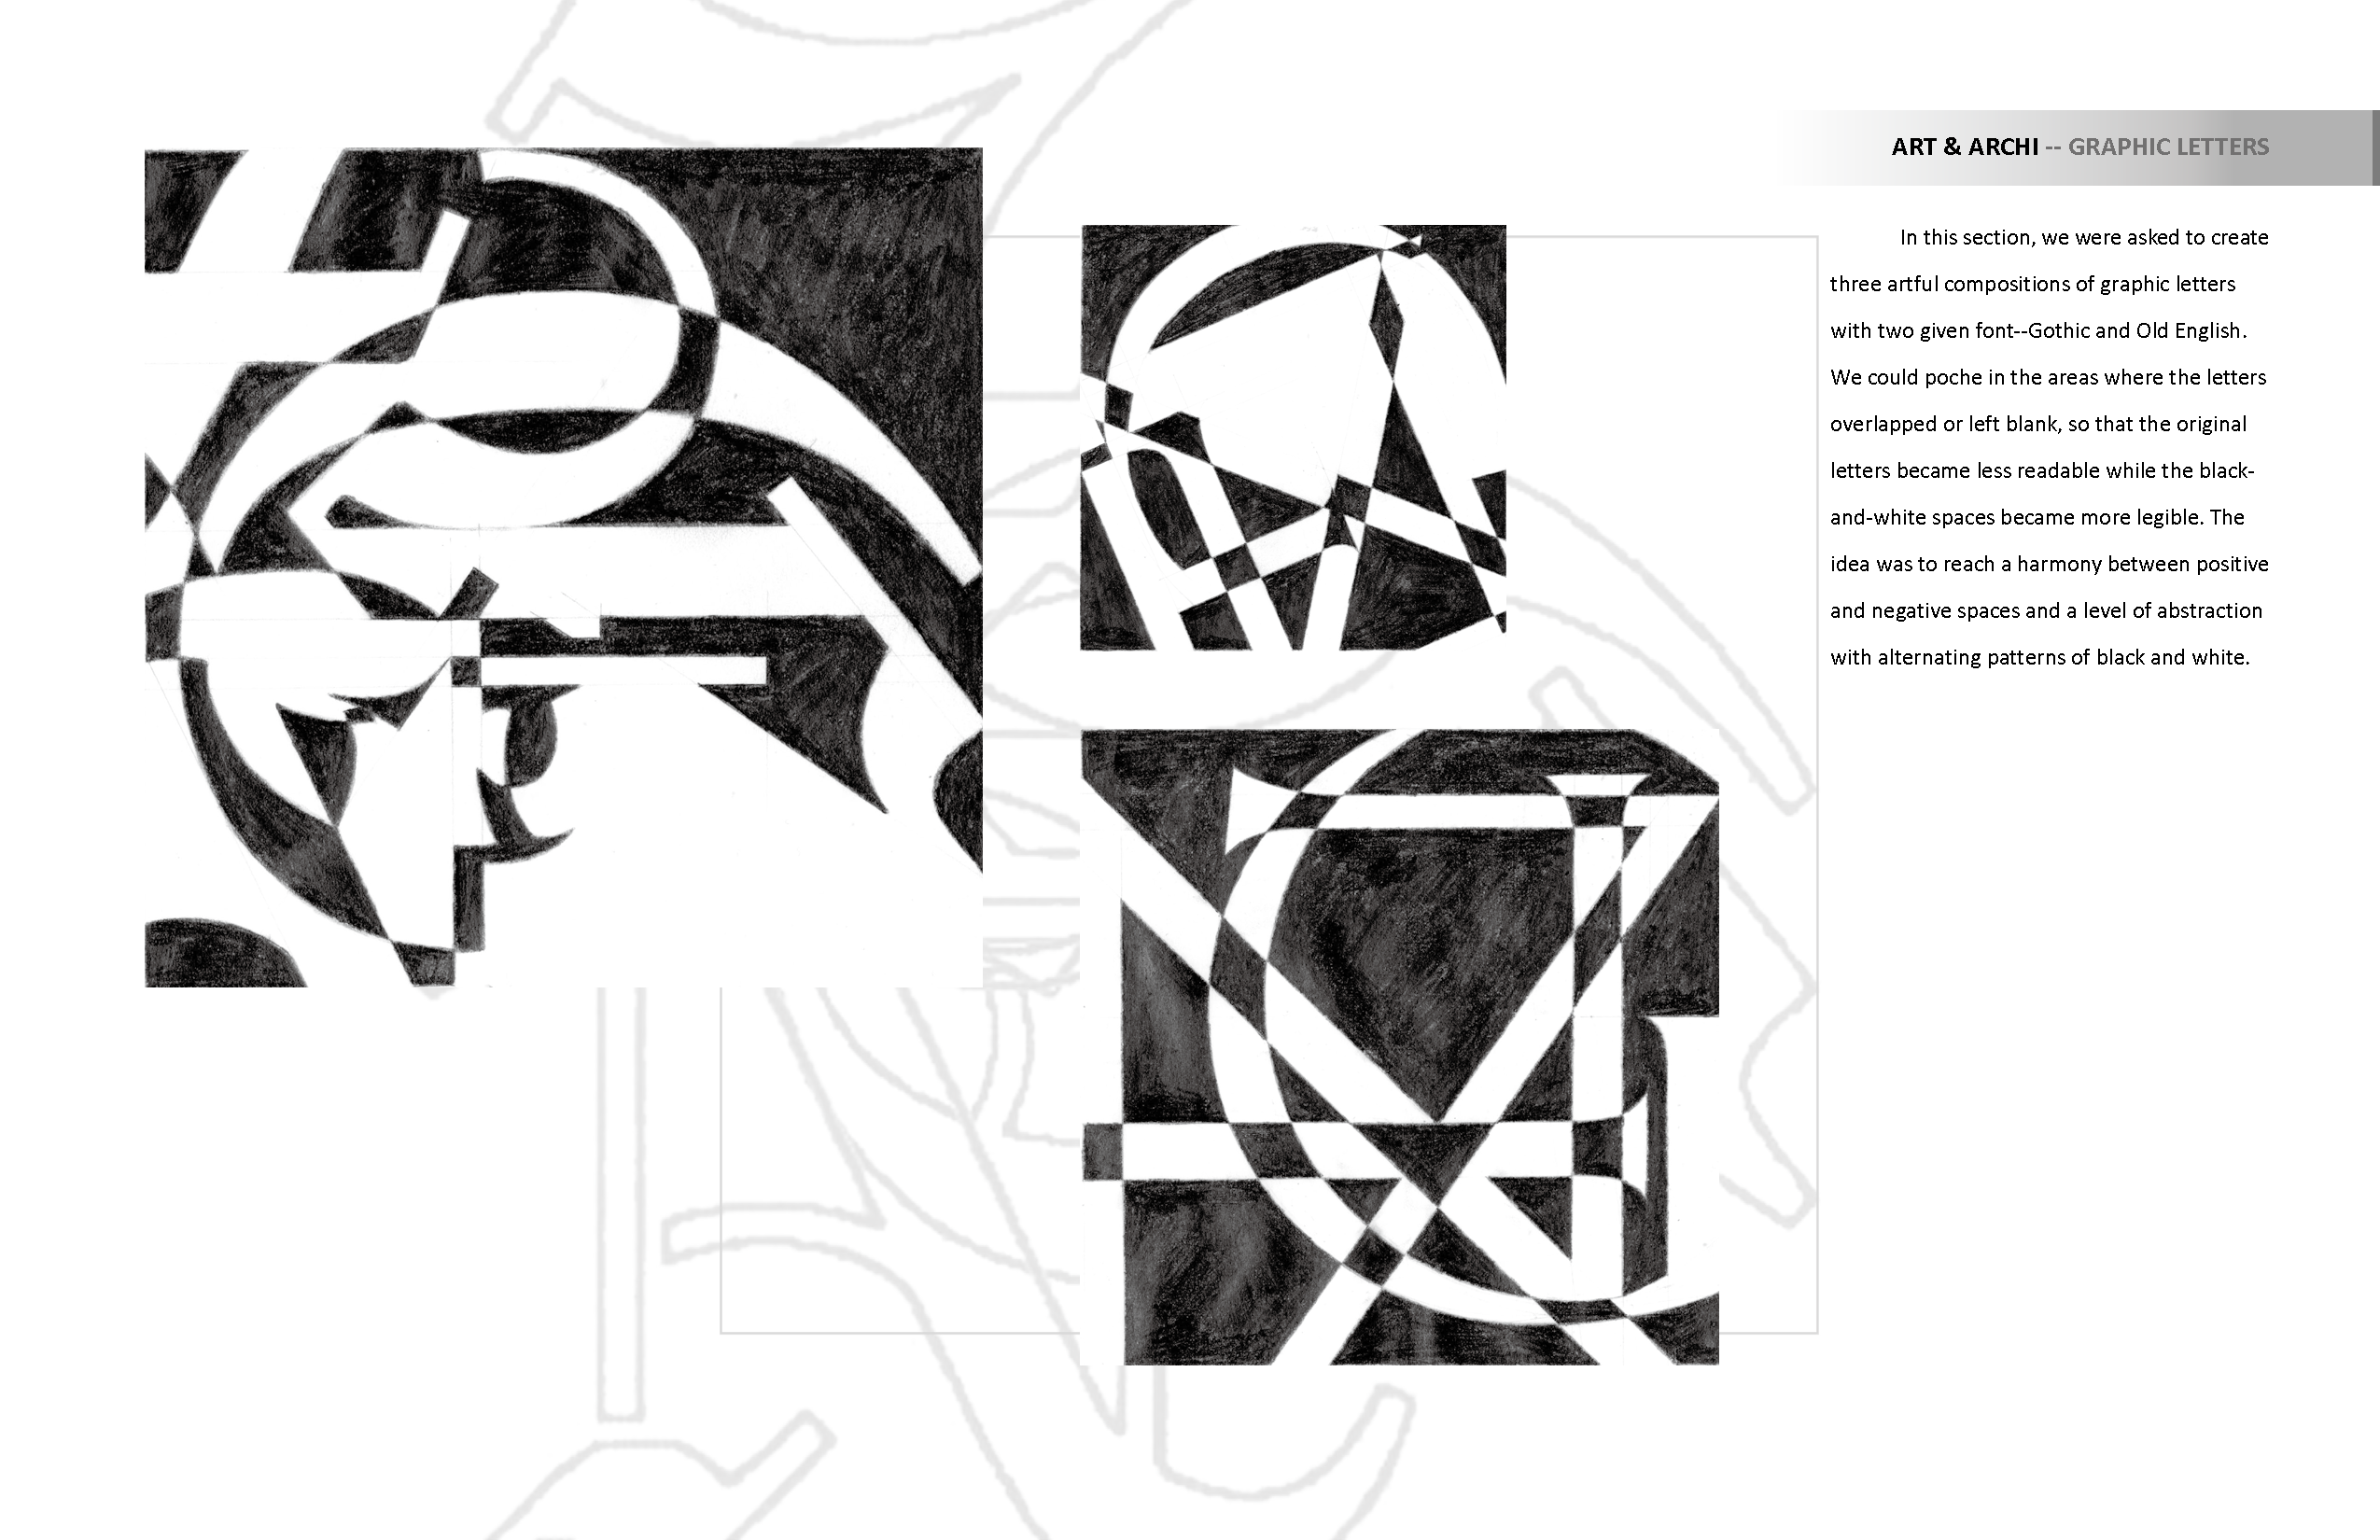 ART & ARCHI -- GRAPHIC LETTERS
In this section, we were asked to create
three artful compositions of graphic letters
with two given font--Gothic and Old English.
We could poche in the areas where the letters
overlapped or left blank, so that the original
letters became less readable while the black-
and-white spaces became more legible. The
idea was to reach a harmony between positive
and negative spaces and a level of abstraction
with alternating patterns of black and white.